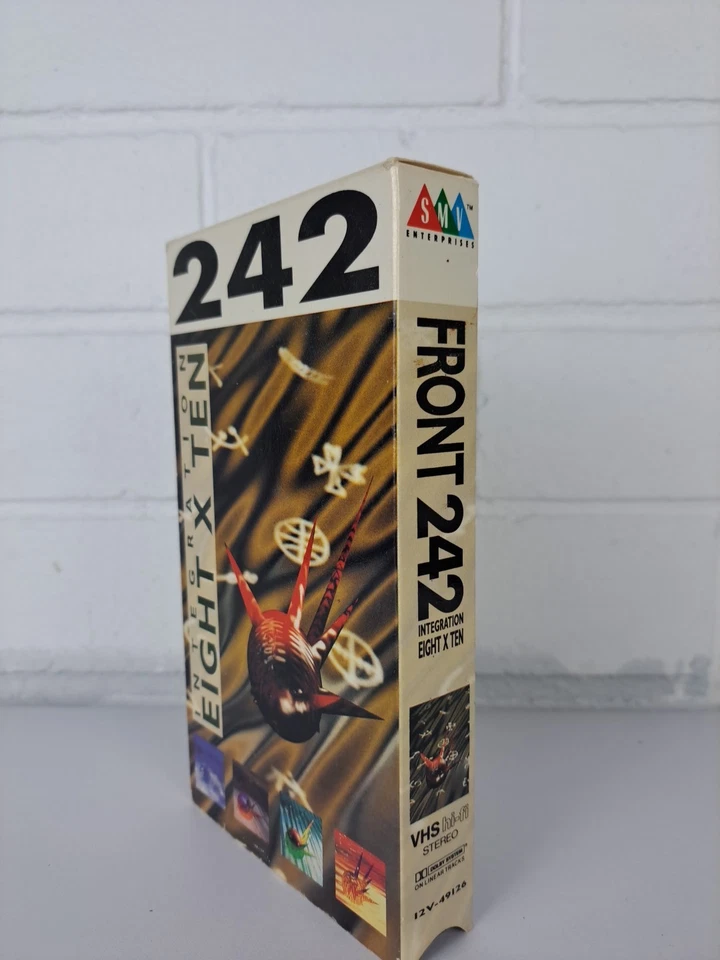 242
INTEGRATION
EIGHT X TEN
SMV™
ENTERPRISES
FRONT 242
INTEGRATION
EIGHT X TEN
VHS hi-fi
STEREO
DOLBY SYSTEM
ON LINEAR TRACKS
12V-49126